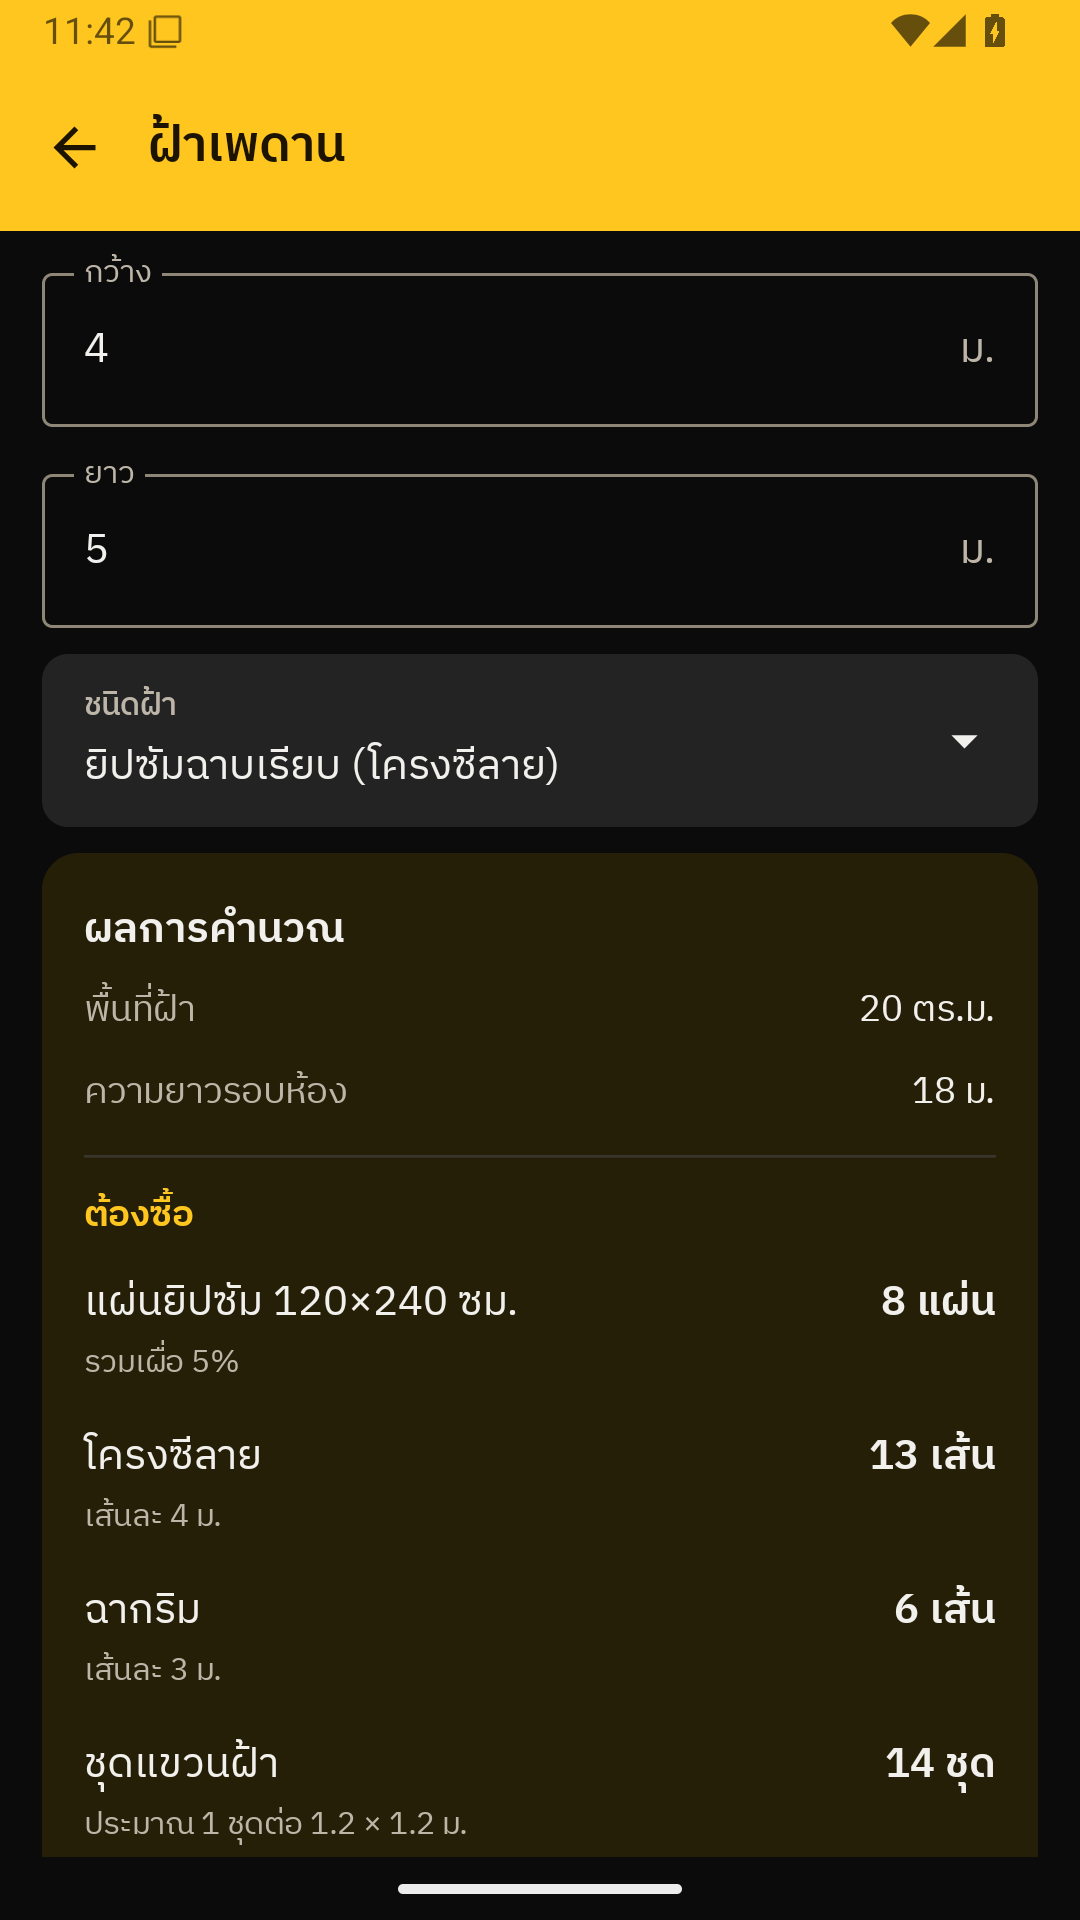 11:42
ฝ้าเพดาน
กว้าง
4 ม.
ยาว
5 ม.
ชนิดฝ้า
ยิปซัมฉาบเรียบ (โครงซีลาย)
ผลการคำนวณ
พื้นที่ฝ้า 20 ตร.ม.
ความยาวรอบห้อง 18 ม.
ต้องซื้อ
แผ่นยิปซัม 120×240 ซม. 8 แผ่น
รวมเผื่อ 5%
โครงซีลาย 13 เส้น
เส้นละ 4 ม.
ฉากริม 6 เส้น
เส้นละ 3 ม.
ชุดแขวนฝ้า 14 ชุด
ประมาณ 1 ชุดต่อ 1.2 × 1.2 ม.